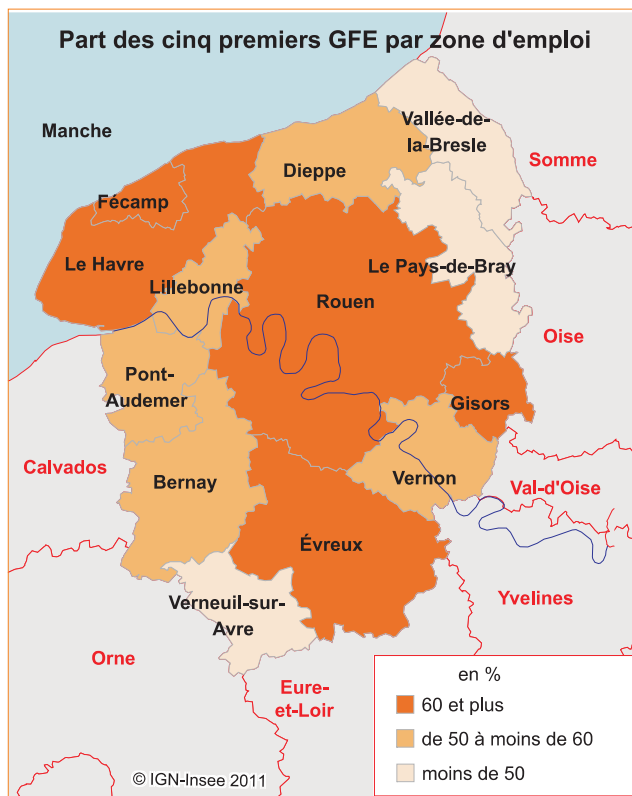 Part des cinq premiers GFE par zone d'emploi
Manche
Vallée-de-
la-Bresle
Somme
Dieppe
Fécamp
Le Havre
Lillebonne
Rouen
Le Pays-de-Bray
Oise
Pont-
Audemer
Gisors
Calvados
Bernay
Vernon
Val-d'Oise
Évreux
Yvelines
Verneuil-sur-
Avre
Orne
Eure-
et-Loir
en %
60 et plus
de 50 à moins de 60
moins de 50
© IGN-Insee 2011